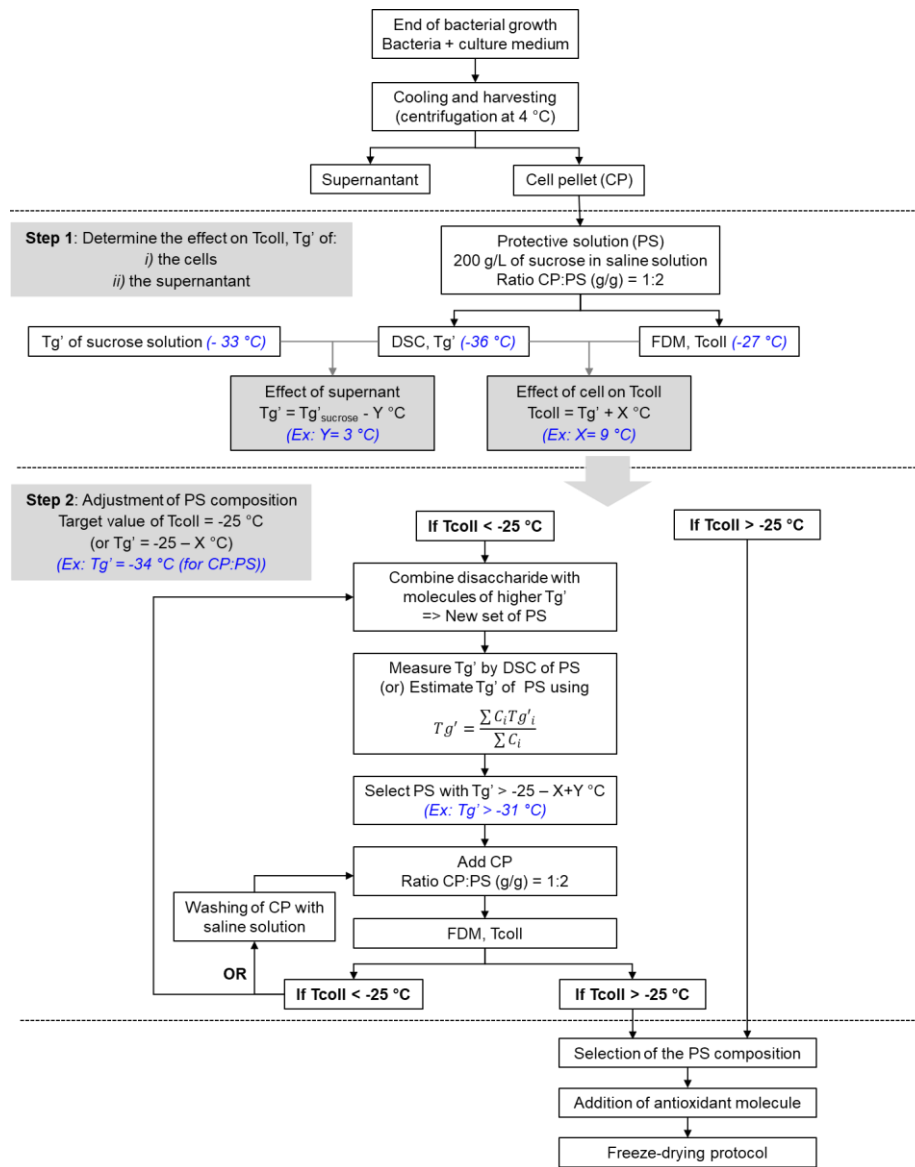 End of bacterial growth
Bacteria + culture medium
Cooling and harvesting
(centrifugation at 4 °C)
Supernantant
Cell pellet (CP)
Step 1: Determine the effect on Tcoll, Tg' of:
i) the cells
ii) the supernantant
Protective solution (PS)
200 g/L of sucrose in saline solution
Ratio CP:PS (g/g) = 1:2
Tg' of sucrose solution (- 33 °C)
DSC, Tg' (-36 °C)
FDM, Tcoll (-27 °C)
Effect of supernant
Tg' = Tg'sucrose - Y °C
(Ex: Y= 3 °C)
Effect of cell on Tcoll
Tcoll = Tg' + X °C
(Ex: X= 9 °C)
Step 2: Adjustment of PS composition
Target value of Tcoll = -25 °C
(or Tg' = -25 – X °C)
(Ex: Tg' = -34 °C (for CP:PS))
If Tcoll < -25 °C
If Tcoll > -25 °C
Combine disaccharide with
molecules of higher Tg'
=> New set of PS
Measure Tg' by DSC of PS
(or) Estimate Tg' of PS using
Tg' = ∑ CᵢTg'ᵢ / ∑ Cᵢ
Select PS with Tg' > -25 – X+Y °C
(Ex: Tg' > -31 °C)
Add CP
Ratio CP:PS (g/g) = 1:2
Washing of CP with
saline solution
FDM, Tcoll
OR
If Tcoll < -25 °C
If Tcoll > -25 °C
Selection of the PS composition
Addition of antioxidant molecule
Freeze-drying protocol